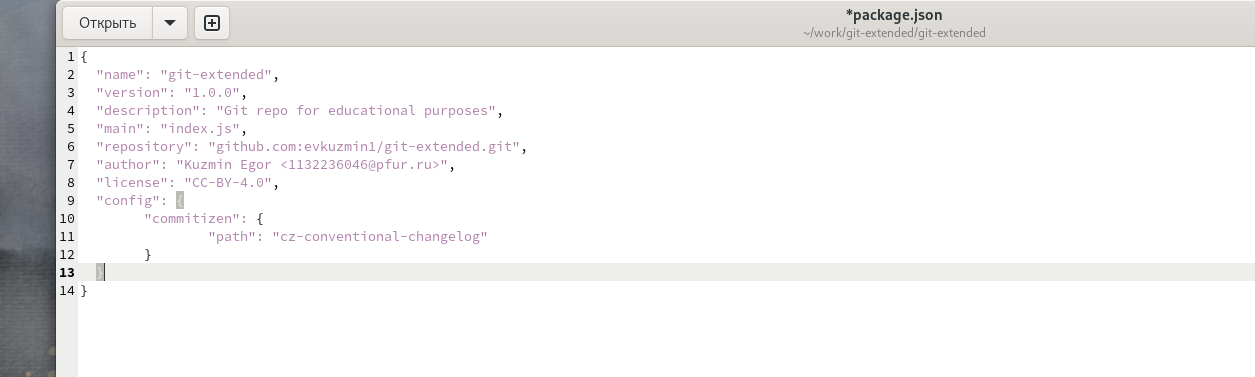 Открыть
*package.json
~/work/git-extended/git-extended
1 {
2   "name": "git-extended",
3   "version": "1.0.0",
4   "description": "Git repo for educational purposes",
5   "main": "index.js",
6   "repository": "github.com:evkuzmin1/git-extended.git",
7   "author": "Kuzmin Egor <1132236046@pfur.ru>",
8   "license": "CC-BY-4.0",
9   "config": {
10         "commitizen": {
11                 "path": "cz-conventional-changelog"
12         }
13   }
14 }